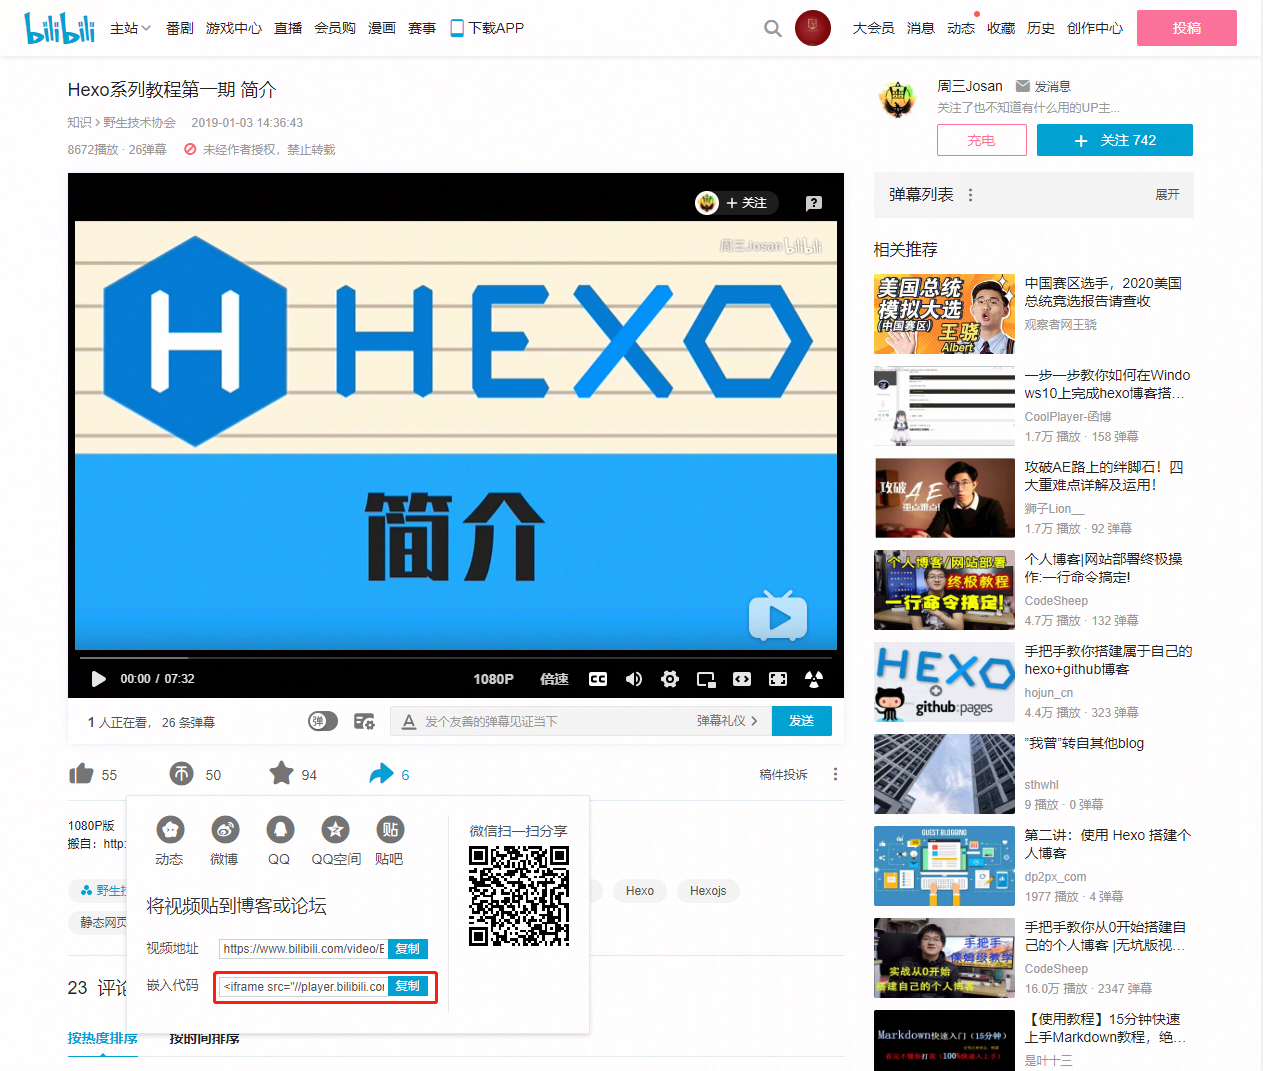 bilibili 主站 番剧 游戏中心 直播 会员购 漫画 赛事 下载APP 大会员 消息 动态 收藏 历史 创作中心 投稿
Hexo系列教程第一期 简介
知识 > 野生技术协会 2019-01-03 14:36:43
8672播放 · 26弹幕 未经作者授权，禁止转载
+ 关注
周三Josan bilibili
H HEXO
简介
00:00 / 07:32 1080P 倍速 CC
1 人正在看， 26 条弹幕 弹 A 发个友善的弹幕见证当下 弹幕礼仪 > 发送
55 50 94 6 稿件投诉
1080P版
搬自：http:
野生技
Hexo
Hexojs
静态网页
动态 微博 QQ QQ空间 贴吧
贴
微信扫一扫分享
将视频贴到博客或论坛
视频地址 https://www.bilibili.com/video/E 复制
嵌入代码 <iframe src="//player.bilibili.cor 复制
23 评论
按热度排序 按时间排序
周三Josan 发消息
关注了也不知道有什么用的UP主...
充电 + 关注 742
弹幕列表 展开
相关推荐
美国总统
模拟大选
(中国赛区) 王骁
Albert
中国赛区选手，2020美国
总统竞选报告请查收
观察者网王骁
一步一步教你如何在Windo
ws10上完成hexo博客搭…
CoolPlayer-函博
1.7万 播放 · 158 弹幕
攻破AE
重点难点!
攻破AE路上的绊脚石！四
大重难点详解及运用！
狮子Lion__
1.7万 播放 · 92 弹幕
个人博客/网站部署
终极教程
一行命令搞定!
个人博客|网站部署终极操
作:一行命令搞定!
CodeSheep
4.7万 播放 · 132 弹幕
HEXO
github:pages
手把手教你搭建属于自己的
hexo+github博客
hojun_cn
4.4万 播放 · 323 弹幕
"我曾"转自其他blog
sthwhl
9 播放 · 0 弹幕
GUEST BLOGGING
第二讲：使用 Hexo 搭建个
人博客
dp2px_com
1977 播放 · 4 弹幕
手把手
保姆级教学
实战从0开始
搭建自己的个人博客
手把手教你从0开始搭建自
己的个人博客 |无坑版视…
CodeSheep
16.0万 播放 · 2347 弹幕
Markdown快速入门（15分钟）
【使用教程】15分钟快速
上手Markdown教程，绝…
是叶十三